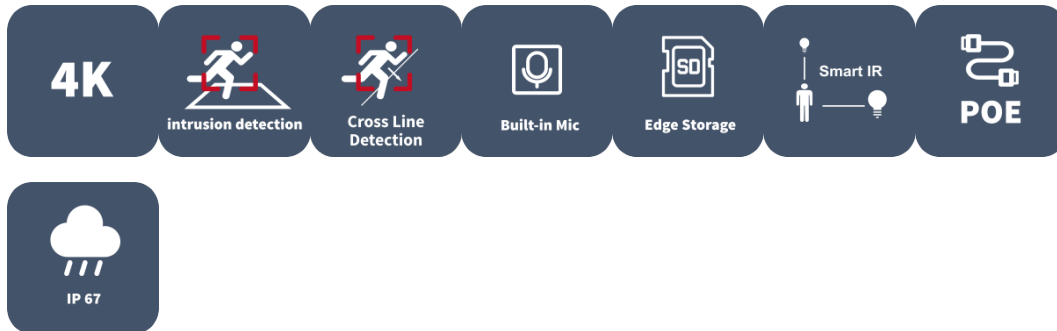 4K
intrusion detection
Cross Line
Detection
Built-in Mic
SD
Edge Storage
Smart IR
POE
IP 67